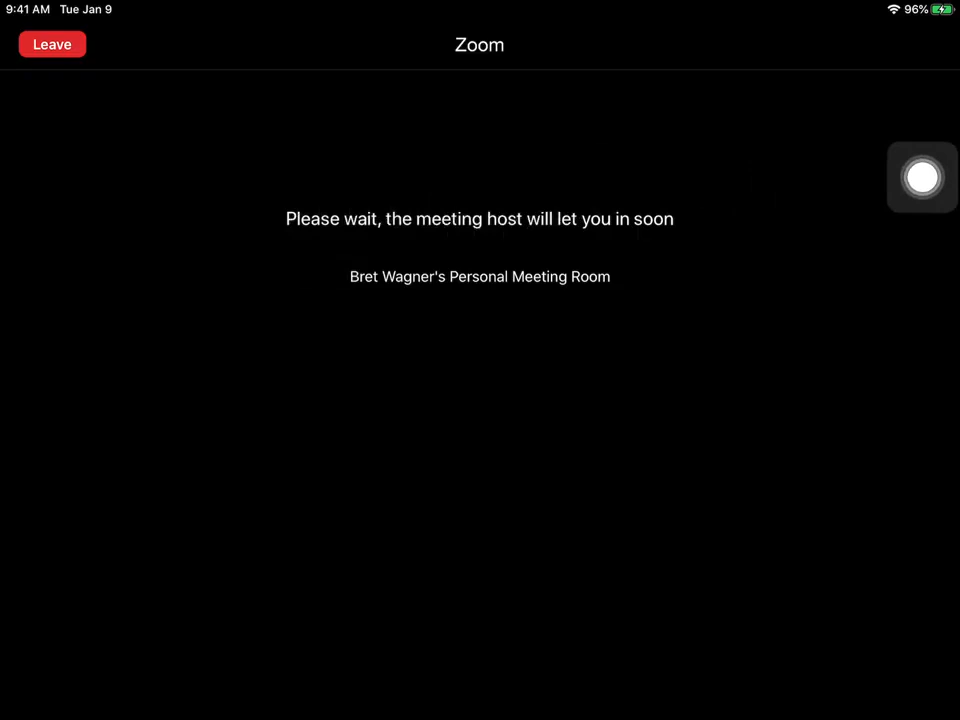 9:41 AM Tue Jan 9 96%
Leave Zoom
Please wait, the meeting host will let you in soon
Bret Wagner's Personal Meeting Room